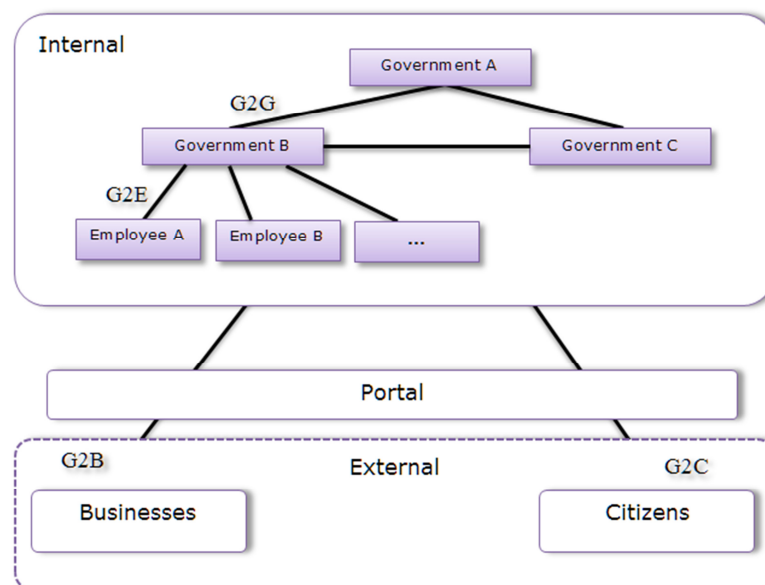 Internal
Government A
G2G
Government B
Government C
G2E
Employee A
Employee B
...
Portal
G2B
External
G2C
Businesses
Citizens